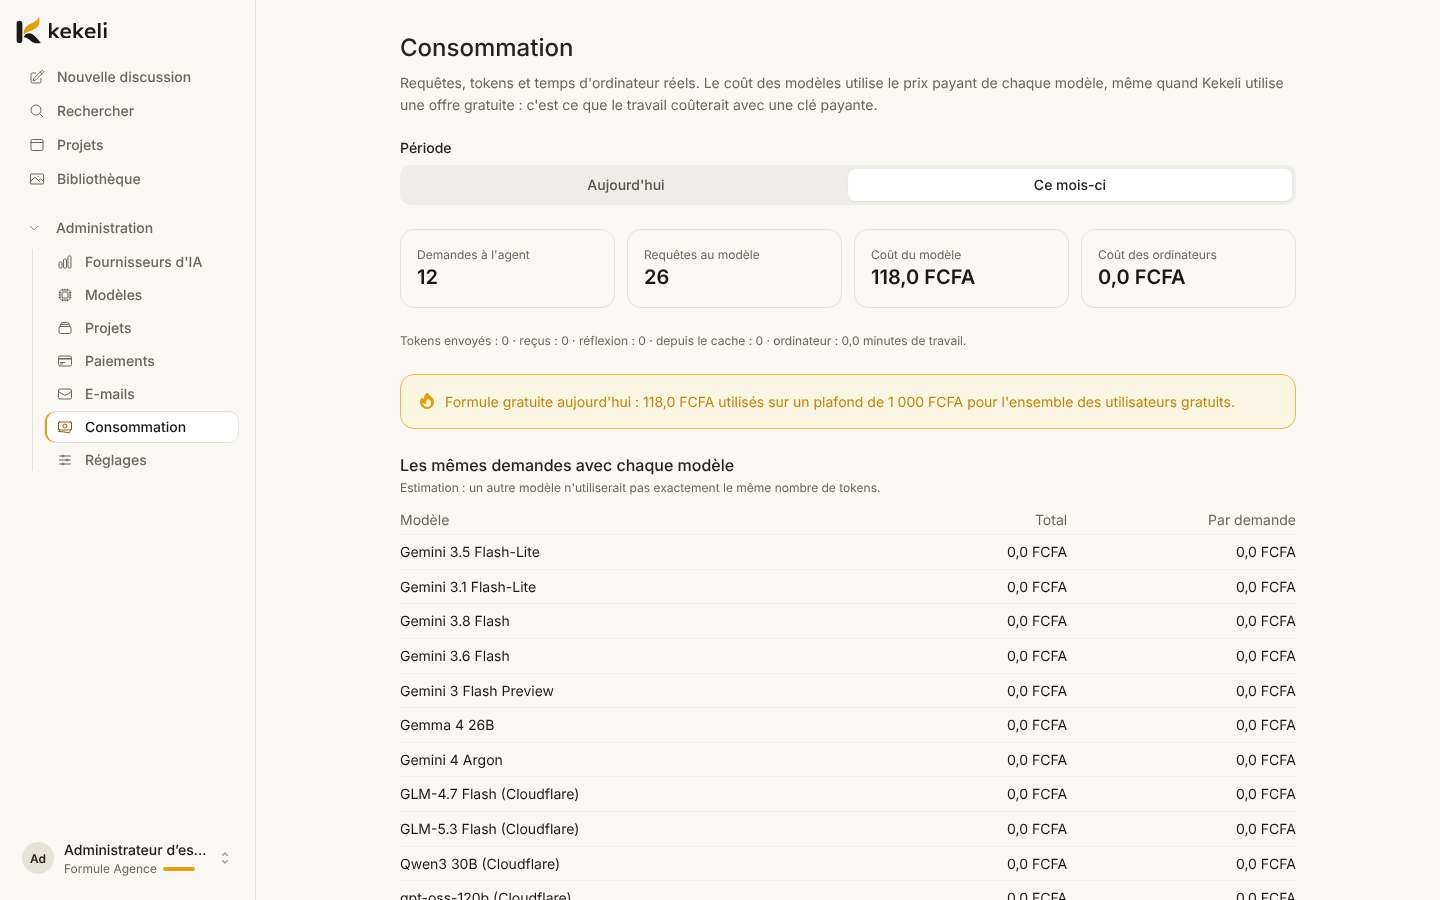 kekeli
Nouvelle discussion
Rechercher
Projets
Bibliothèque
Administration
Fournisseurs d'IA
Modèles
Projets
Paiements
E-mails
Consommation
Réglages
Ad
Administrateur d’es...
Formule Agence
Consommation
Requêtes, tokens et temps d'ordinateur réels. Le coût des modèles utilise le prix payant de chaque modèle, même quand Kekeli utilise
une offre gratuite : c'est ce que le travail coûterait avec une clé payante.
Période
Aujourd'hui
Ce mois-ci
Demandes à l'agent
12
Requêtes au modèle
26
Coût du modèle
118,0 FCFA
Coût des ordinateurs
0,0 FCFA
Tokens envoyés : 0 · reçus : 0 · réflexion : 0 · depuis le cache : 0 · ordinateur : 0,0 minutes de travail.
Formule gratuite aujourd'hui : 118,0 FCFA utilisés sur un plafond de 1 000 FCFA pour l'ensemble des utilisateurs gratuits.
Les mêmes demandes avec chaque modèle
Estimation : un autre modèle n'utiliserait pas exactement le même nombre de tokens.
Modèle Total Par demande
Gemini 3.5 Flash-Lite 0,0 FCFA 0,0 FCFA
Gemini 3.1 Flash-Lite 0,0 FCFA 0,0 FCFA
Gemini 3.8 Flash 0,0 FCFA 0,0 FCFA
Gemini 3.6 Flash 0,0 FCFA 0,0 FCFA
Gemini 3 Flash Preview 0,0 FCFA 0,0 FCFA
Gemma 4 26B 0,0 FCFA 0,0 FCFA
Gemini 4 Argon 0,0 FCFA 0,0 FCFA
GLM-4.7 Flash (Cloudflare) 0,0 FCFA 0,0 FCFA
GLM-5.3 Flash (Cloudflare) 0,0 FCFA 0,0 FCFA
Qwen3 30B (Cloudflare) 0,0 FCFA 0,0 FCFA
gpt-oss-120b (Cloudflare) 0,0 FCFA 0,0 FCFA